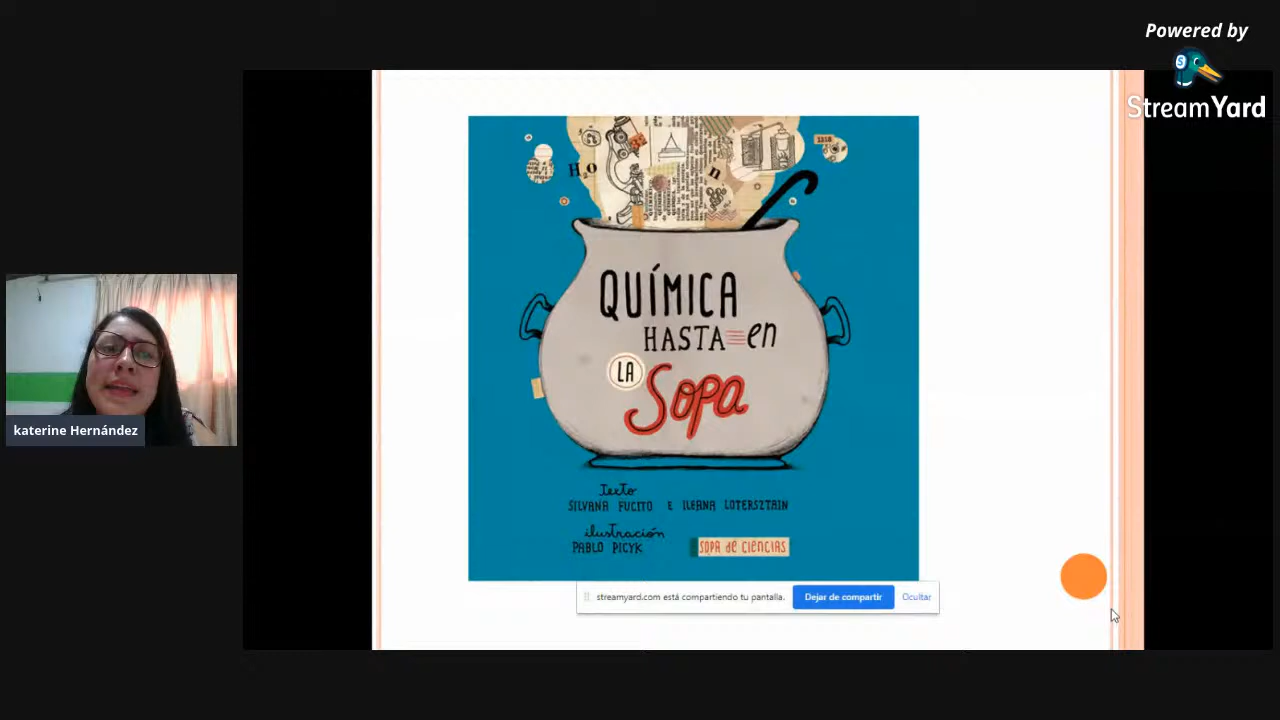 Powered by
StreamYard
H2O
n
QUÍMICA
HASTA en
LA
Sopa
Texto
SILVANA FUCITO E ILEANA LOTERSZTAIN
ilustración
PABLO PICYK
SOPA de CIENCIAS
katerine Hernández
streamyard.com está compartiendo tu pantalla.
Dejar de compartir
Ocultar